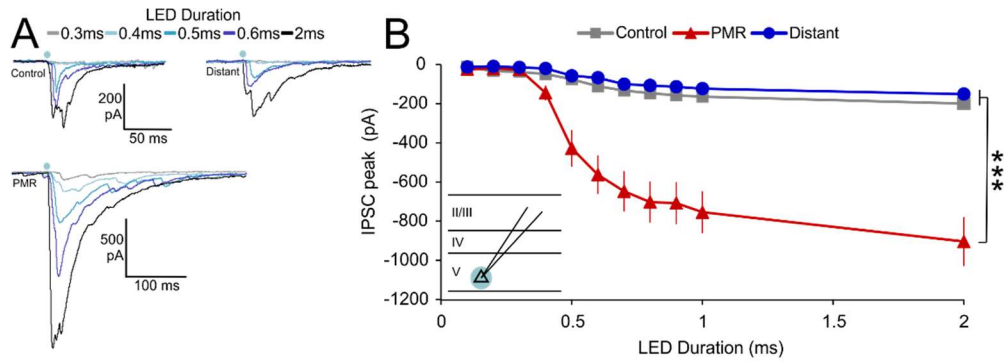 A
LED Duration
0.3ms 0.4ms 0.5ms 0.6ms 2ms
Control
Distant
200
pA
50 ms
PMR
500
pA
100 ms
B
Control PMR Distant
0
-200
-400
-600
-800
-1000
-1200
IPSC peak (pA)
II/III
IV
V
***
0 0.5 1 1.5 2
LED Duration (ms)